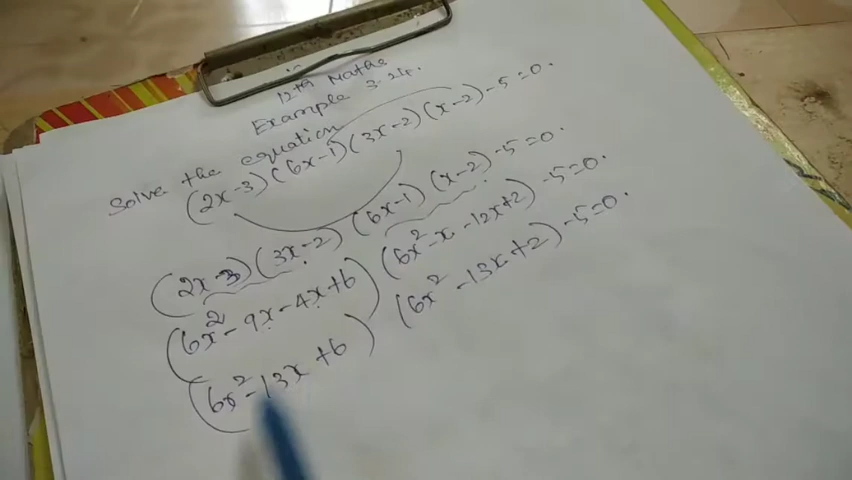 12th Maths
Example 3.24.
Solve the equation
(2x-3)(6x-1)(3x-2)(x-2)-5=0.
(2x-3)(3x-2)(6x-1)(x-2)-5=0.
(6x²-9x-4x+6)(6x²-x-12x+2)-5=0.
(6x²-13x+6)(6x²-13x+2)-5=0.